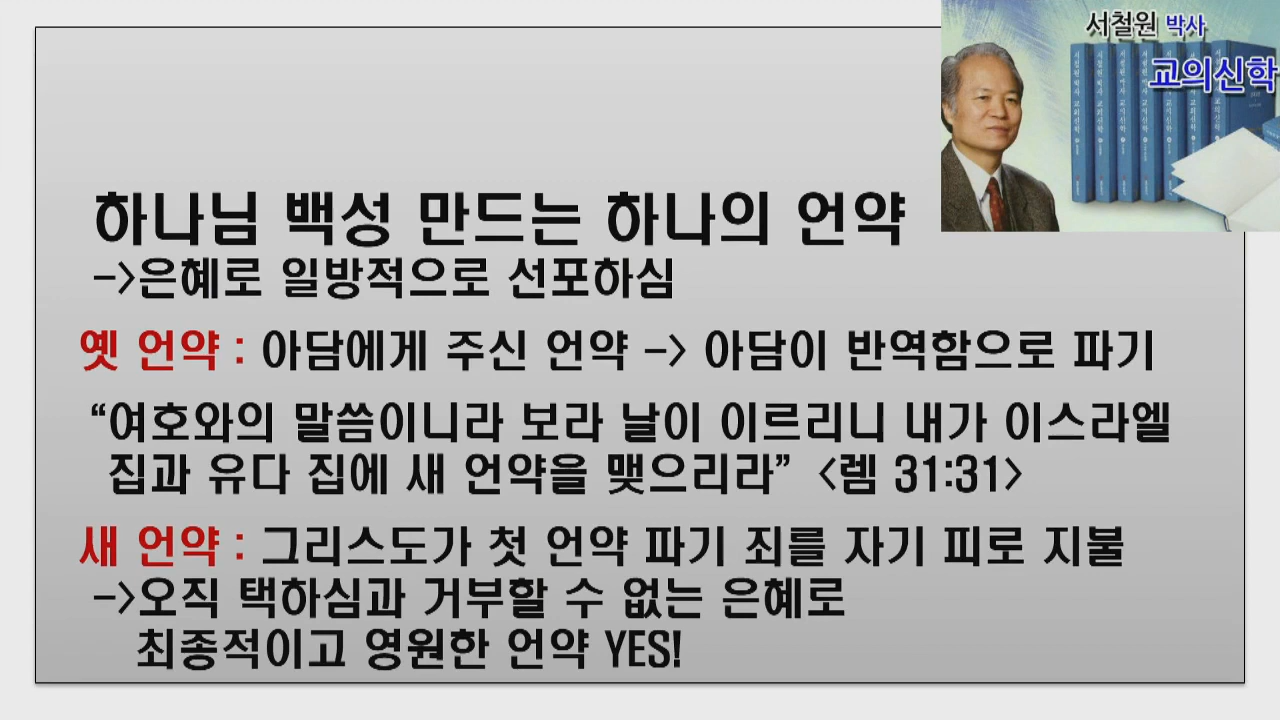 서철원 박사
교의신학
하나님 백성 만드는 하나의 언약
->은혜로 일방적으로 선포하심
옛 언약 : 아담에게 주신 언약 -> 아담이 반역함으로 파기
“여호와의 말씀이니라 보라 날이 이르리니 내가 이스라엘
집과 유다 집에 새 언약을 맺으리라” <렘 31:31>
새 언약 : 그리스도가 첫 언약 파기 죄를 자기 피로 지불
->오직 택하심과 거부할 수 없는 은혜로
최종적이고 영원한 언약 YES!